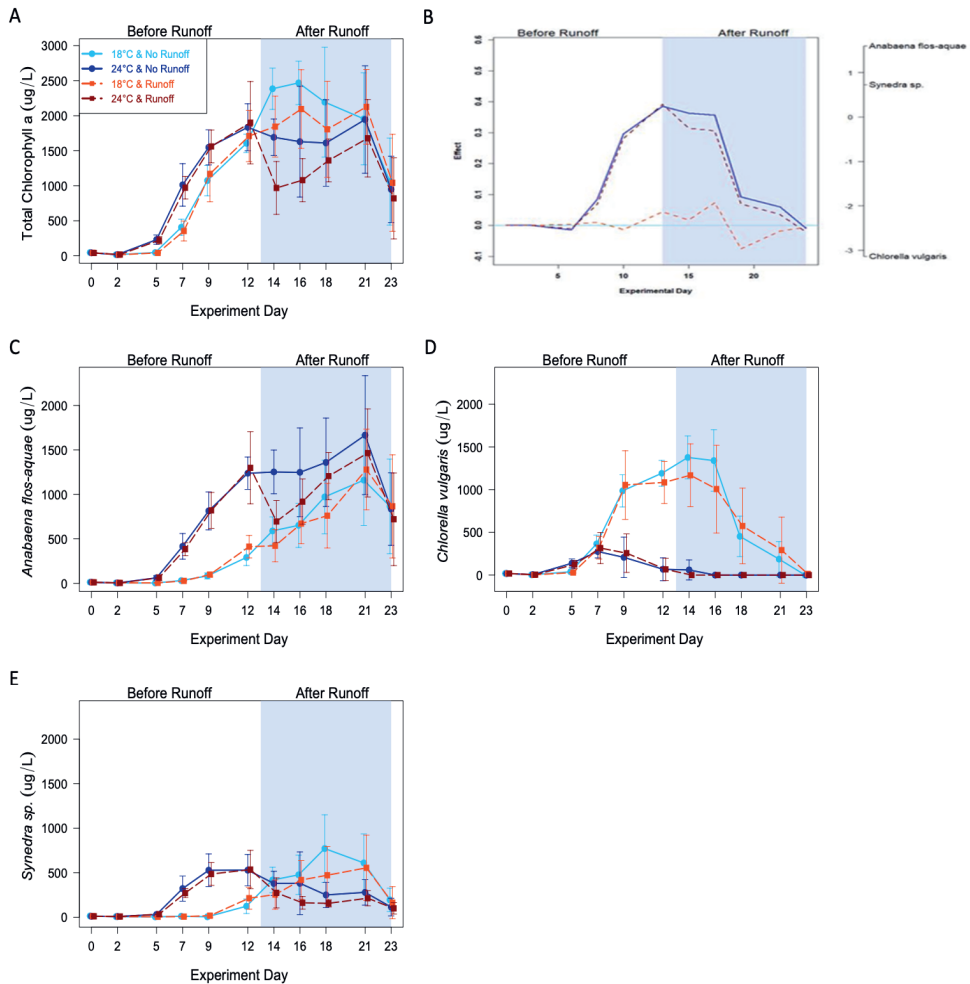 A
Before Runoff After Runoff
18°C & No Runoff
24°C & No Runoff
18°C & Runoff
24°C & Runoff
Total Chlorophyll a (ug/L)
3000
2500
2000
1500
1000
500
0
0 2 5 7 9 12 14 16 18 21 23
Experiment Day
B
Before Runoff After Runoff
Effect
0.6
0.5
0.4
0.3
0.2
0.1
0.0
-0.1
5 10 15 20
Experimental Day
Anabaena flos-aquae
1
Synedra sp.
0
-1
-2
-3
Chlorella vulgaris
C
Before Runoff After Runoff
Anabaena flos-aquae (ug/L)
2000
1500
1000
500
0
0 2 5 7 9 12 14 16 18 21 23
Experiment Day
D
Before Runoff After Runoff
Chlorella vulgaris (ug/L)
2000
1500
1000
500
0
0 2 5 7 9 12 14 16 18 21 23
Experiment Day
E
Before Runoff After Runoff
Synedra sp. (ug/L)
2000
1500
1000
500
0
0 2 5 7 9 12 14 16 18 21 23
Experiment Day